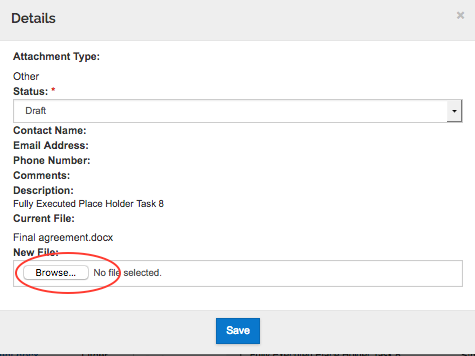 Details
×
Attachment Type:
Other
Status: *
Draft
Contact Name:
Email Address:
Phone Number:
Comments:
Description:
Fully Executed Place Holder Task 8
Current File:
Final agreement.docx
New File:
Browse... No file selected.
Save